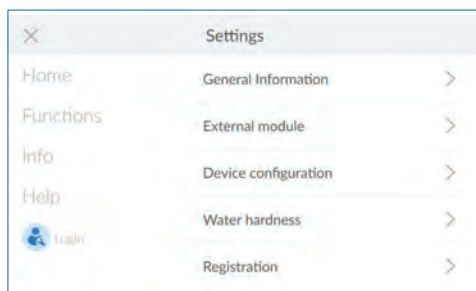 Settings
Home
Functions
Info
Help
Login
General Information
External module
Device configuration
Water hardness
Registration